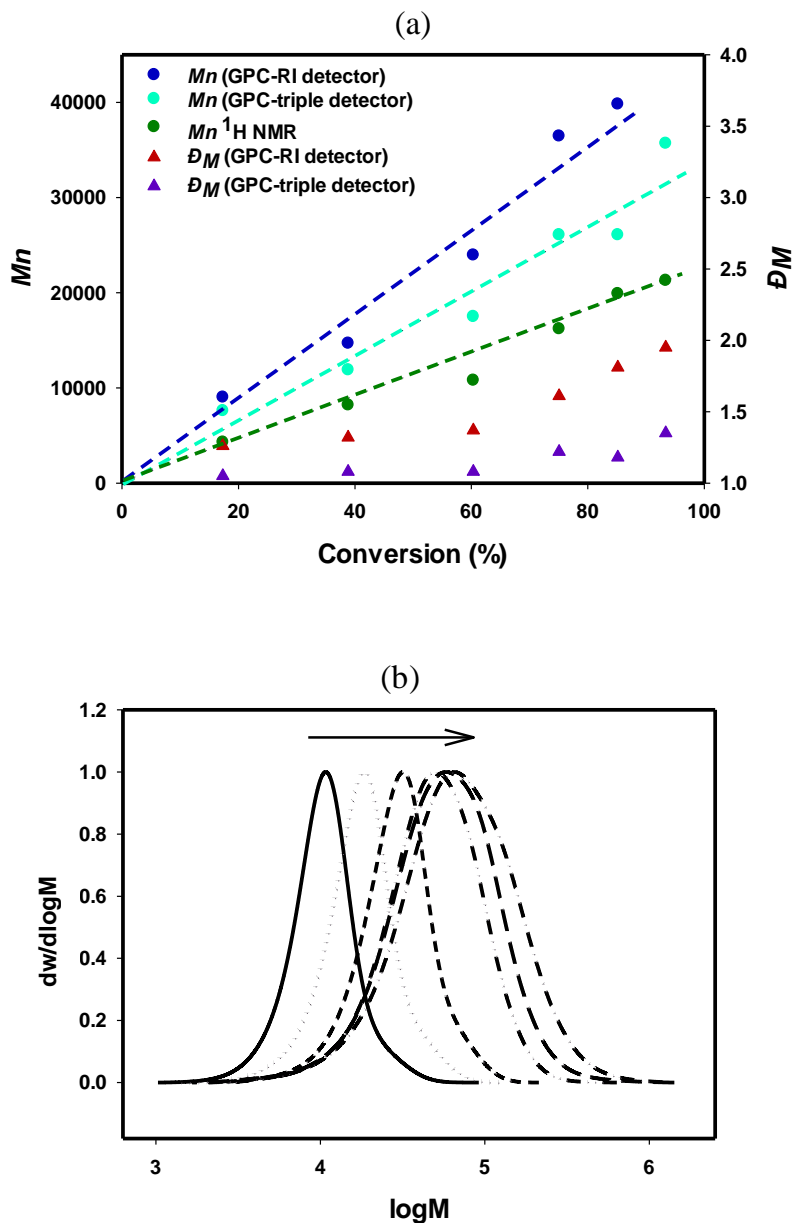 (a)
Mn (GPC-RI detector)
Mn (GPC-triple detector)
Mn ¹H NMR
ĐM (GPC-RI detector)
ĐM (GPC-triple detector)
40000
30000
20000
10000
0
Mn
4.0
3.5
3.0
2.5
2.0
1.5
1.0
ĐM
0 20 40 60 80 100
Conversion (%)
(b)
1.2
1.0
0.8
0.6
0.4
0.2
0.0
dw/dlogM
3 4 5 6
logM